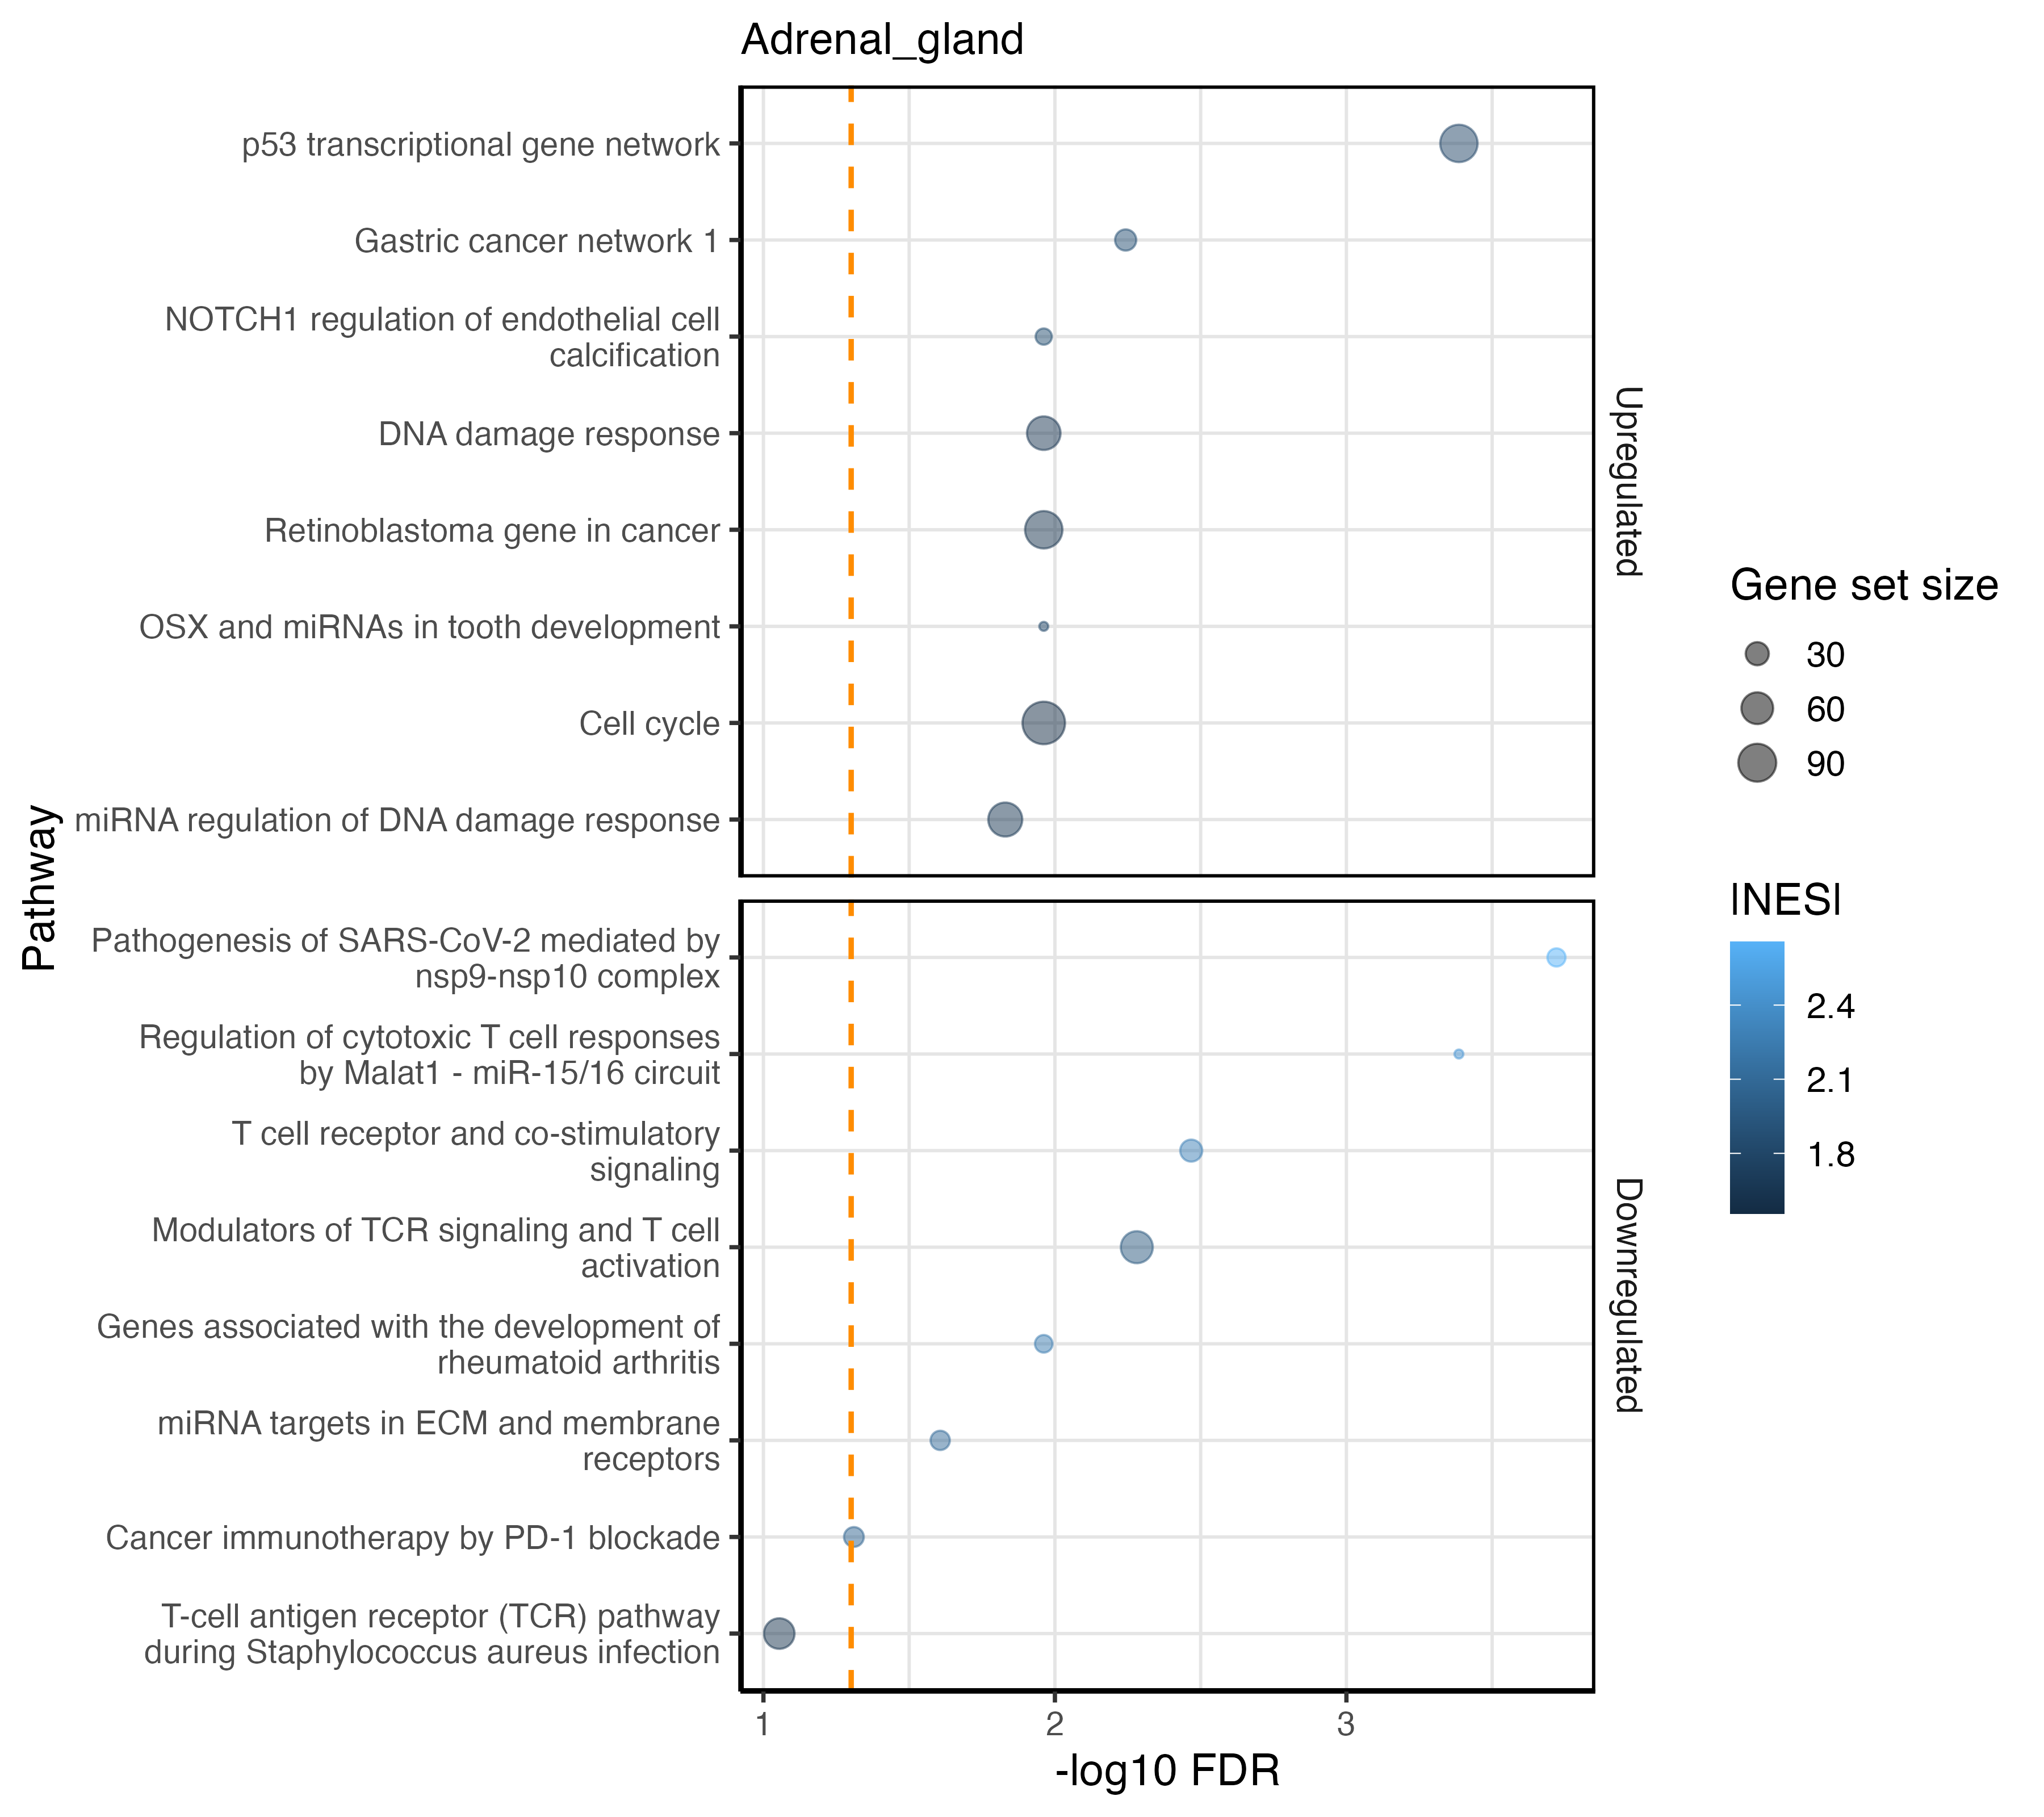 Adrenal_gland
p53 transcriptional gene network
Gastric cancer network 1
NOTCH1 regulation of endothelial cell
calcification
DNA damage response
Retinoblastoma gene in cancer
OSX and miRNAs in tooth development
Cell cycle
miRNA regulation of DNA damage response
Upregulated
Pathogenesis of SARS-CoV-2 mediated by
nsp9-nsp10 complex
Regulation of cytotoxic T cell responses
by Malat1 - miR-15/16 circuit
T cell receptor and co-stimulatory
signaling
Modulators of TCR signaling and T cell
activation
Genes associated with the development of
rheumatoid arthritis
miRNA targets in ECM and membrane
receptors
Cancer immunotherapy by PD-1 blockade
T-cell antigen receptor (TCR) pathway
during Staphylococcus aureus infection
Downregulated
Pathway
1
2
3
-log10 FDR
Gene set size
30
60
90
|NES|
2.4
2.1
1.8